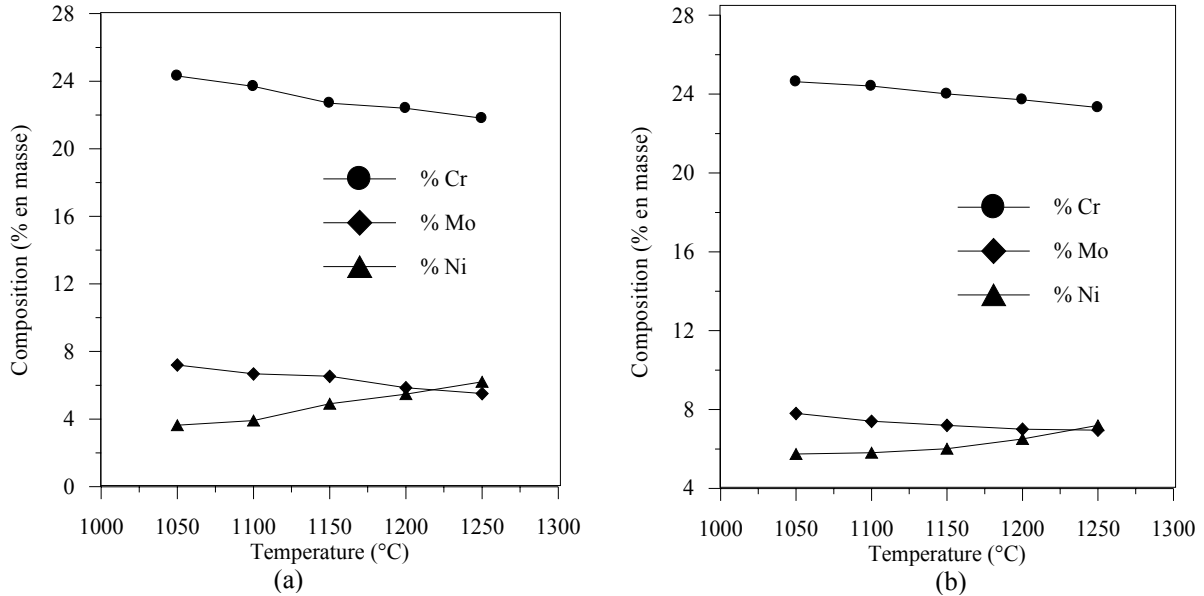 28
24
20
16
12
8
4
0
Composition (% en masse)
% Cr
% Mo
% Ni
1000 1050 1100 1150 1200 1250 1300
Temperature (°C)
(a)
28
24
20
16
12
8
4
Composition (% en masse)
% Cr
% Mo
% Ni
1000 1050 1100 1150 1200 1250 1300
Temperature (°C)
(b)